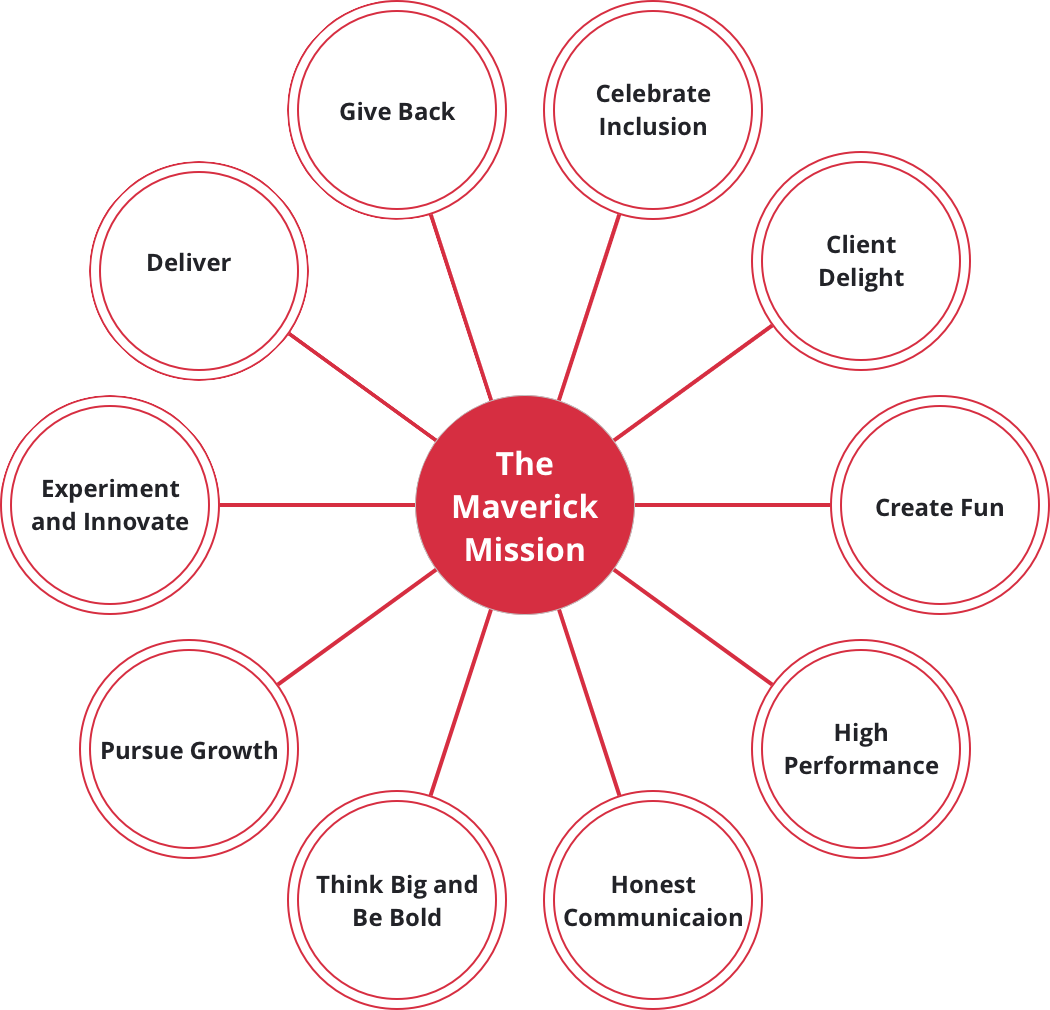 Give Back
Celebrate
Inclusion
Client
Delight
Deliver
The
Maverick
Mission
Experiment
and Innovate
Create Fun
High
Performance
Pursue Growth
Think Big and
Be Bold
Honest
Communicaion